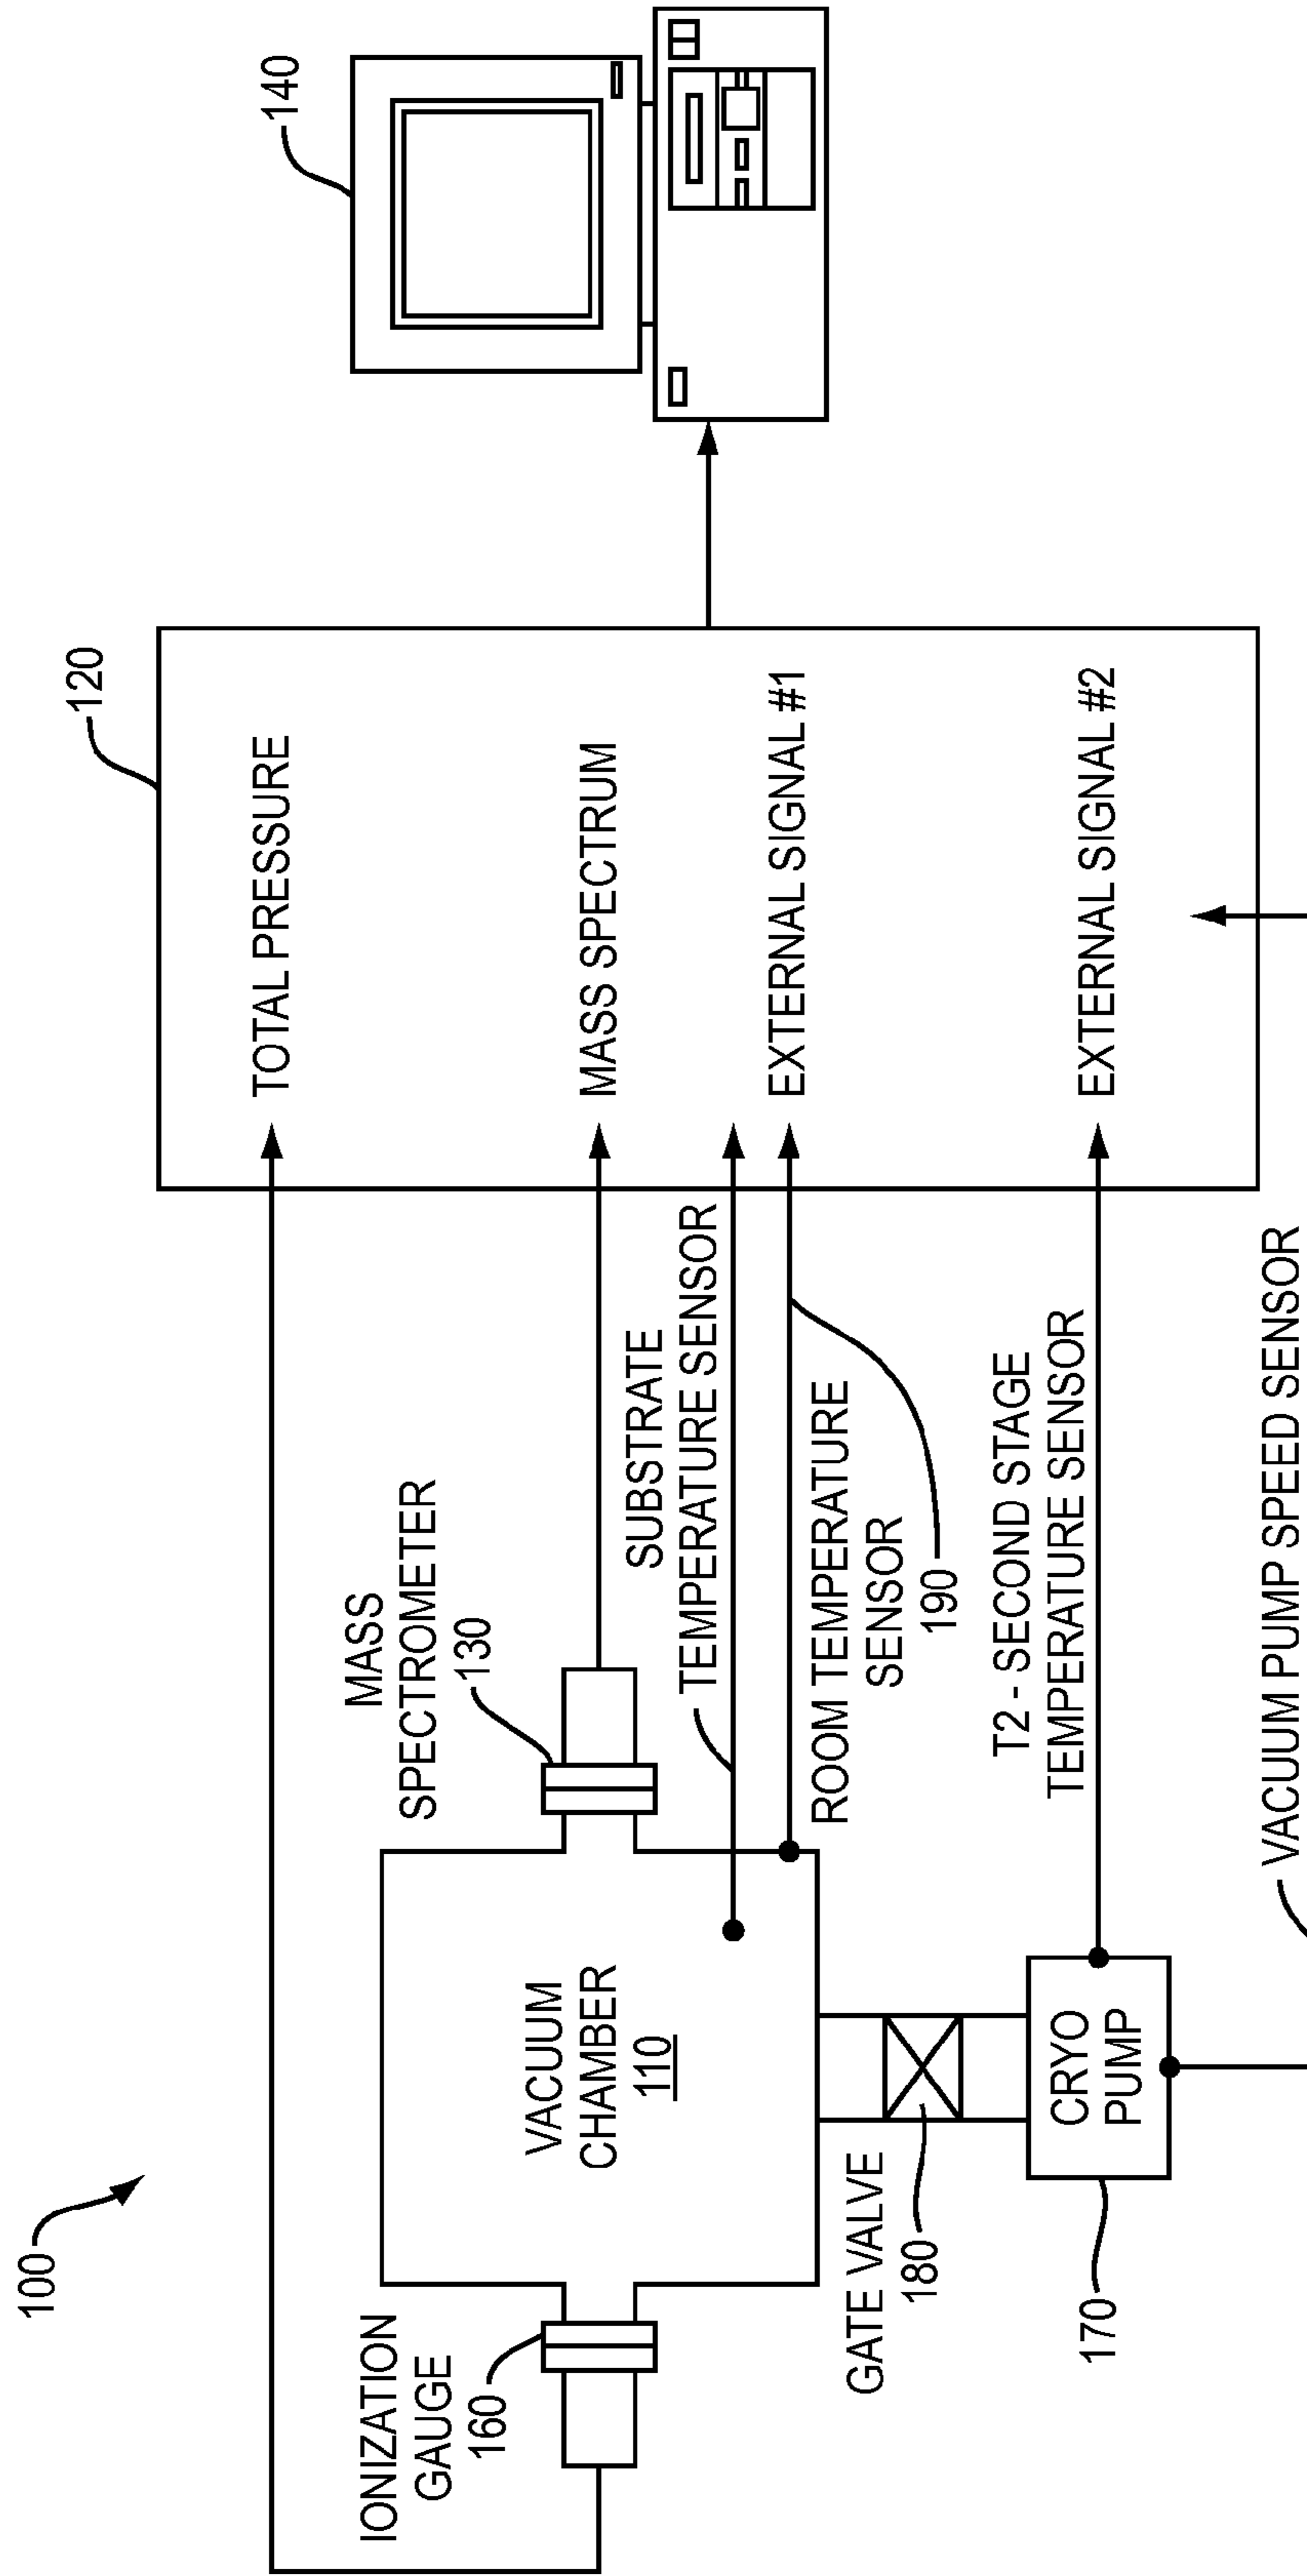 100
120
140
TOTAL PRESSURE
MASS SPECTRUM
EXTERNAL SIGNAL #1
EXTERNAL SIGNAL #2
IONIZATION
GAUGE
160
MASS
SPECTROMETER
130
VACUUM
CHAMBER
110
SUBSTRATE
TEMPERATURE SENSOR
ROOM TEMPERATURE
SENSOR
190
GATE VALVE
180
T2 - SECOND STAGE
TEMPERATURE SENSOR
CRYO
PUMP
170
VACUUM PUMP SPEED SENSOR